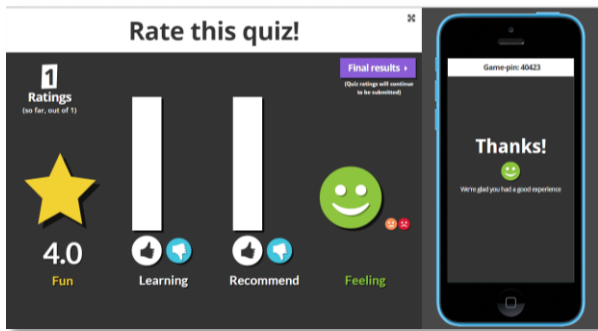 Rate this quiz!
1
Ratings
(so far, out of 1)
Final results
(Quiz ratings will continue
to be submitted)
4.0
Fun
Learning
Recommend
Feeling
Game-pin: 40423
Thanks!
We're glad you had a good experience